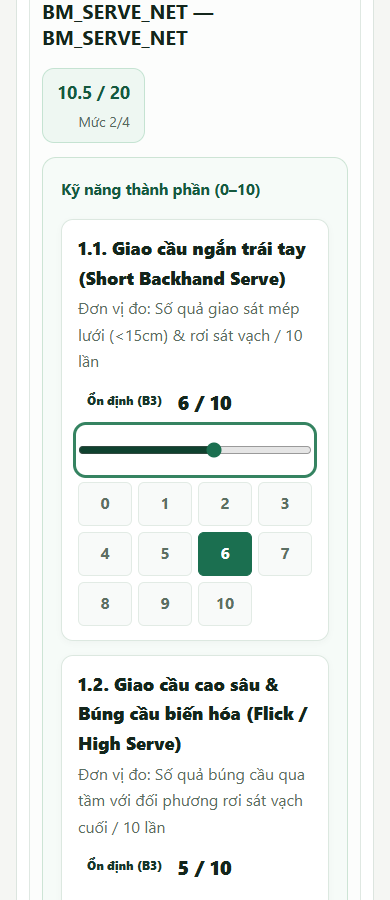 BM_SERVE_NET —
BM_SERVE_NET
10.5 / 20
Mức 2/4
Kỹ năng thành phần (0–10)
1.1. Giao cầu ngắn trái tay
(Short Backhand Serve)
Đơn vị đo: Số quả giao sát mép
lưới (<15cm) & rơi sát vạch / 10
lần
Ổn định (B3) 6 / 10
0 1 2 3
4 5 6 7
8 9 10
1.2. Giao cầu cao sâu &
Búng cầu biến hóa (Flick /
High Serve)
Đơn vị đo: Số quả búng cầu qua
tầm với đối phương rơi sát vạch
cuối / 10 lần
Ổn định (B3) 5 / 10